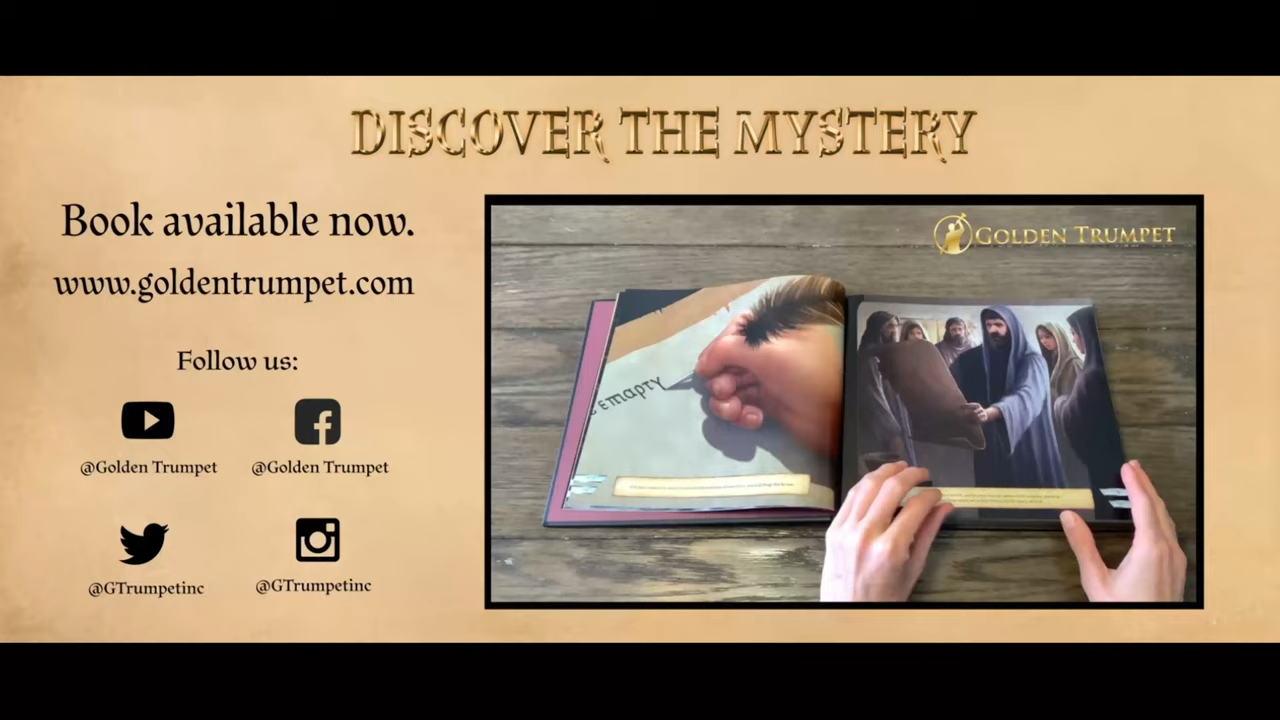 DISCOVER THE MYSTERY
Book available now.
www.goldentrumpet.com
Follow us:
@Golden Trumpet
@Golden Trumpet
@GTrumpetinc
@GTrumpetinc
GOLDEN TRUMPET